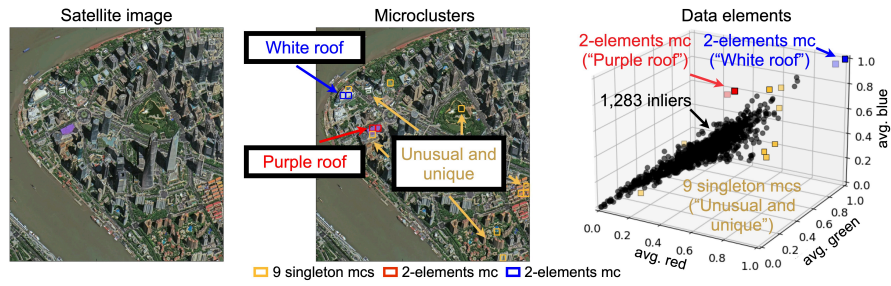 Satellite image
Microclusters
Data elements
White roof
Purple roof
Unusual and
unique
2-elements mc
("Purple roof")
2-elements mc
("White roof")
1,283 inliers
9 singleton mcs
("Unusual and
unique")
avg. blue
1.0
0.8
0.6
0.4
0.2
0.0
avg. green
1.0
0.8
0.6
0.4
0.2
0.0
avg. red
0.0
0.2
0.4
0.6
0.8
1.0
9 singleton mcs
2-elements mc
2-elements mc